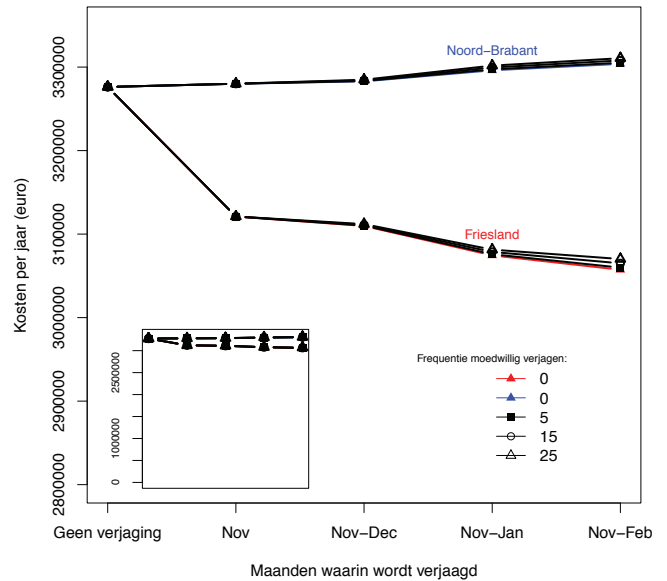 Noord–Brabant
Friesland
Kosten per jaar (euro)
3300000
3200000
3100000
3000000
2900000
2800000
2500000
1000000
0
Frequentie moedwillig verjagen:
0
0
5
15
25
Geen verjaging
Nov
Nov–Dec
Nov–Jan
Nov–Feb
Maanden waarin wordt verjaagd